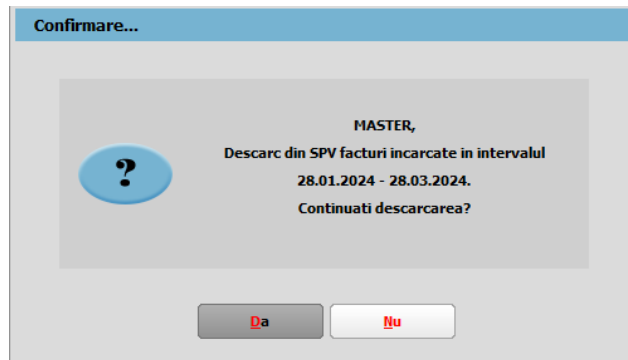 Confirmare...
MASTER,
Descarc din SPV facturi incarcate in intervalul
28.01.2024 - 28.03.2024.
Continuati descarcarea?
?
Da
Nu